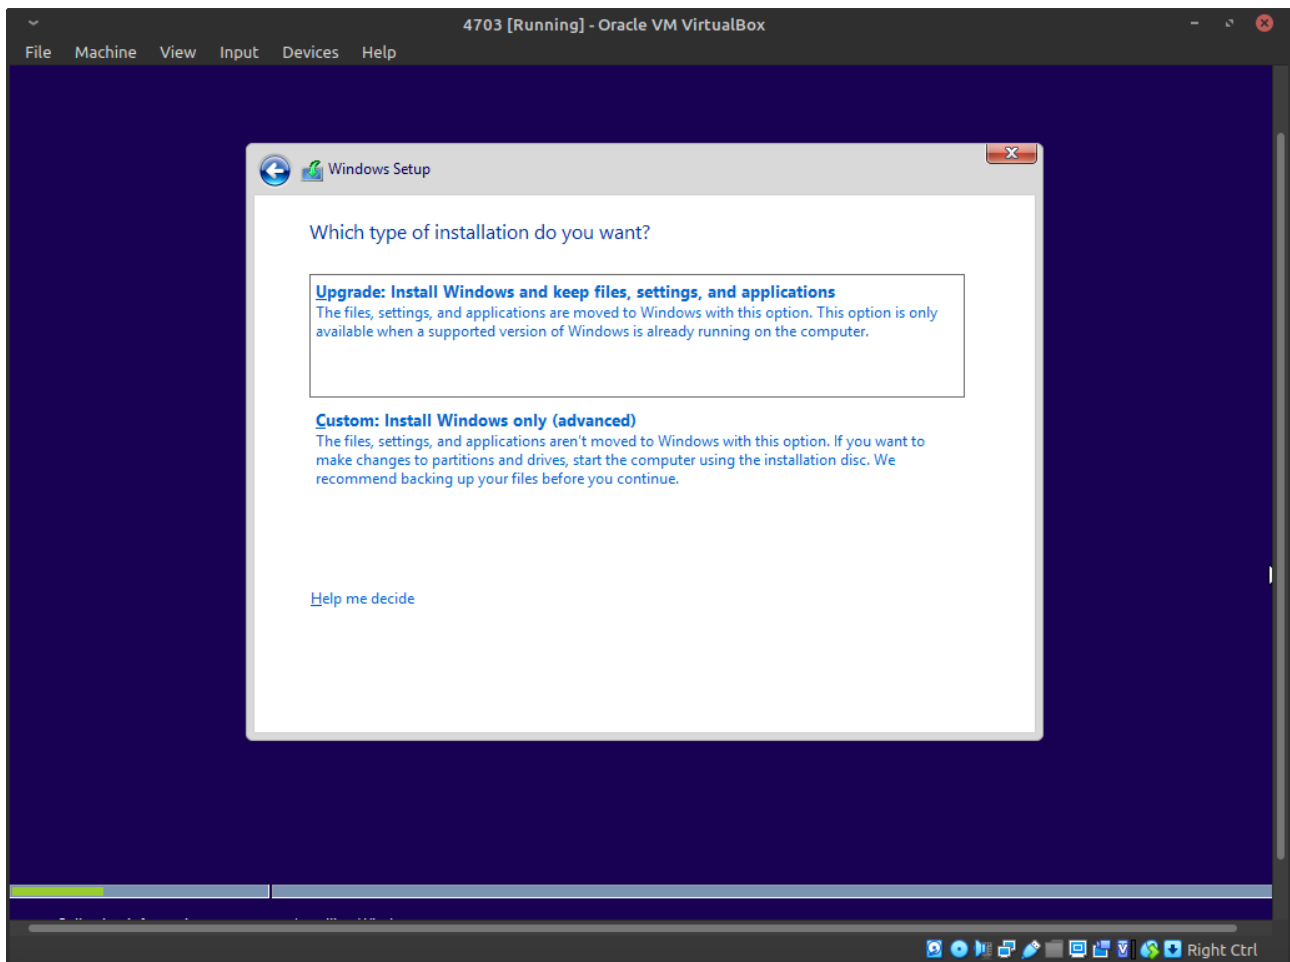 4703 [Running] - Oracle VM VirtualBox
File Machine View Input Devices Help
Windows Setup
Which type of installation do you want?
Upgrade: Install Windows and keep files, settings, and applications
The files, settings, and applications are moved to Windows with this option. This option is only
available when a supported version of Windows is already running on the computer.
Custom: Install Windows only (advanced)
The files, settings, and applications aren't moved to Windows with this option. If you want to
make changes to partitions and drives, start the computer using the installation disc. We
recommend backing up your files before you continue.
Help me decide
Right Ctrl